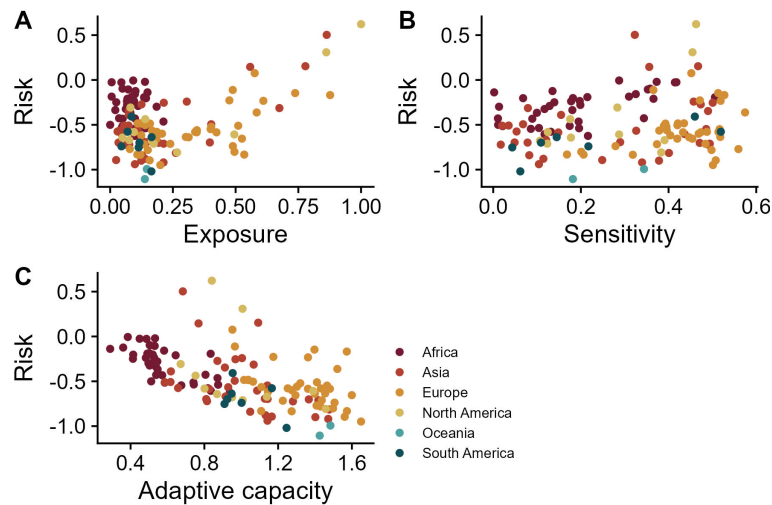 A
B
Risk
0.5
0.0
-0.5
-1.0
0.00
0.25
0.50
0.75
1.00
Exposure
Risk
0.5
0.0
-0.5
-1.0
0.0
0.2
0.4
0.6
Sensitivity
C
Risk
0.5
0.0
-0.5
-1.0
0.4
0.8
1.2
1.6
Adaptive capacity
Africa
Asia
Europe
North America
Oceania
South America